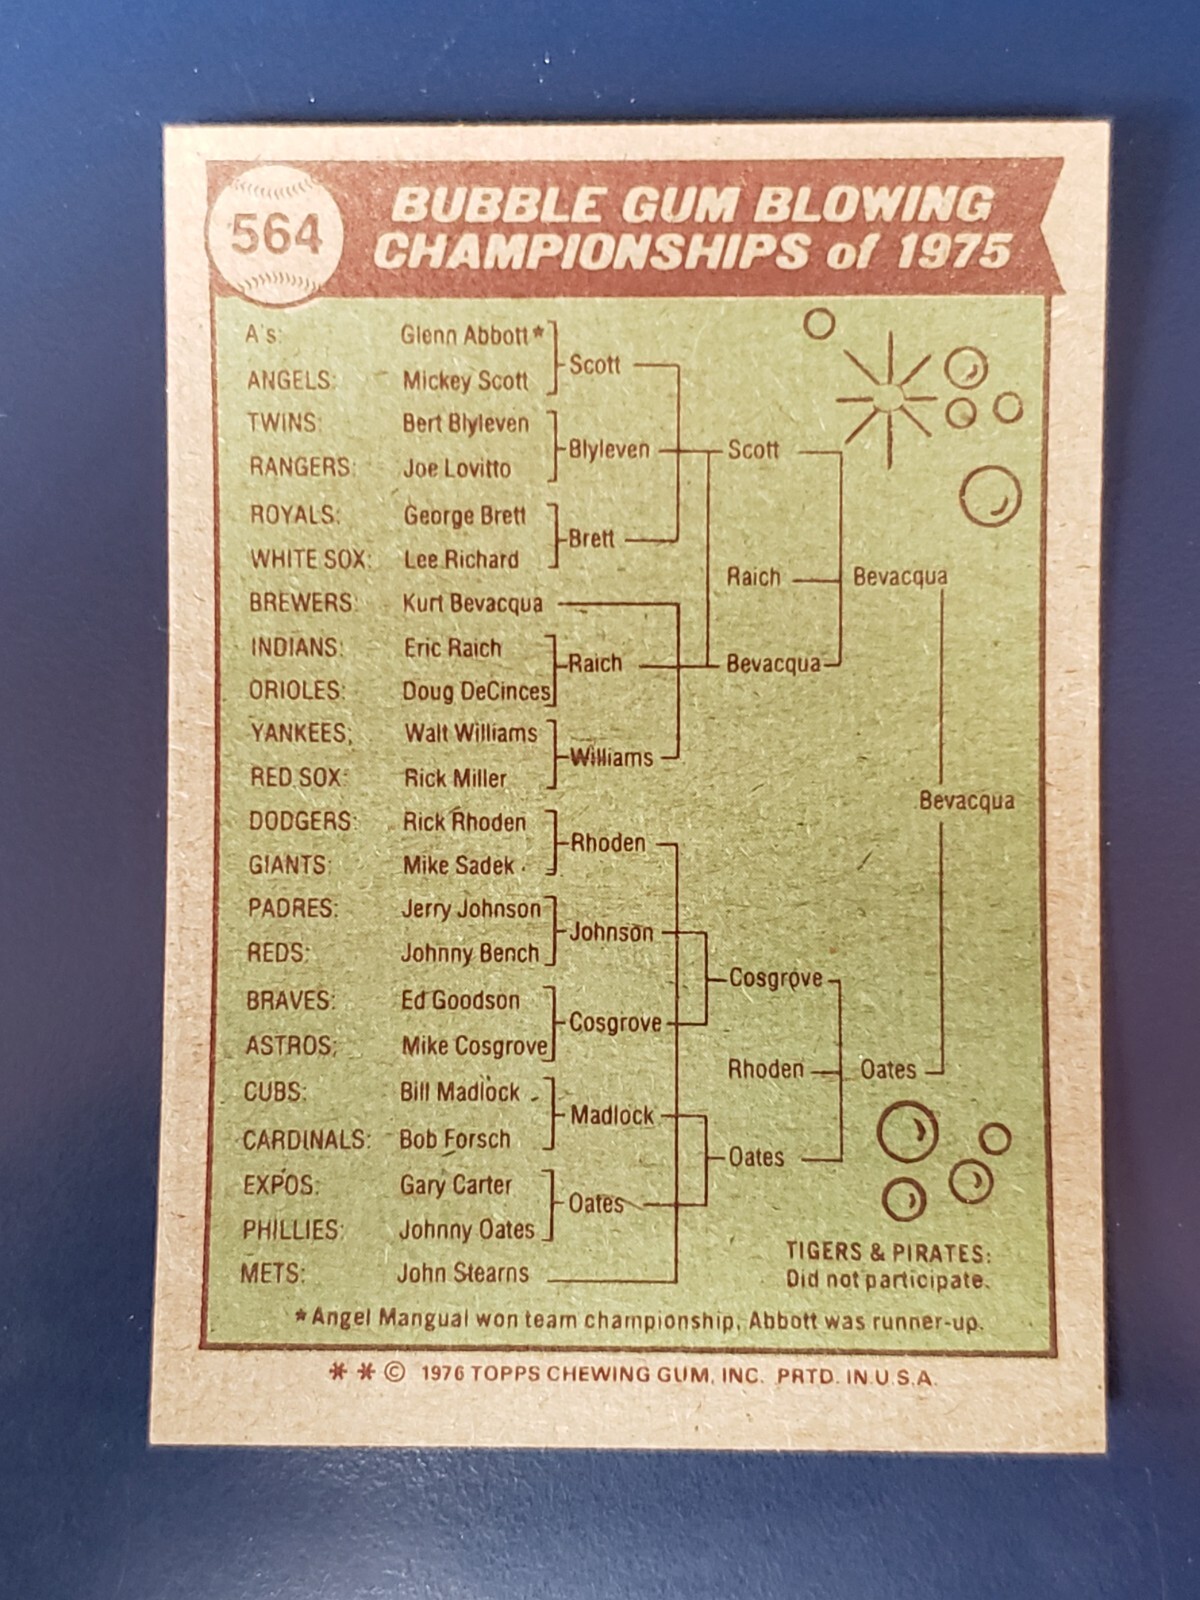 564
BUBBLE GUM BLOWING
CHAMPIONSHIPS of 1975
A's: Glenn Abbott*
Scott
ANGELS: Mickey Scott
TWINS: Bert Blyleven
Blyleven Scott
RANGERS: Joe Lovitto
ROYALS: George Brett
Brett
WHITE SOX: Lee Richard
Raich Bevacqua
BREWERS: Kurt Bevacqua
INDIANS: Eric Raich
Raich Bevacqua
ORIOLES: Doug DeCinces
YANKEES: Walt Williams
Williams
RED SOX: Rick Miller
Bevacqua
DODGERS: Rick Rhoden
Rhoden
GIANTS: Mike Sadek
PADRES: Jerry Johnson
Johnson
REDS: Johnny Bench
Cosgrove
BRAVES: Ed Goodson
Cosgrove
ASTROS: Mike Cosgrove
Rhoden Oates
CUBS: Bill Madlock
Madlock
CARDINALS: Bob Forsch
Oates
EXPOS: Gary Carter
Oates
PHILLIES: Johnny Oates
METS: John Stearns
TIGERS & PIRATES:
Did not participate.
*Angel Mangual won team championship, Abbott was runner-up.
* * © 1976 TOPPS CHEWING GUM, INC. PRTD. IN U.S.A.